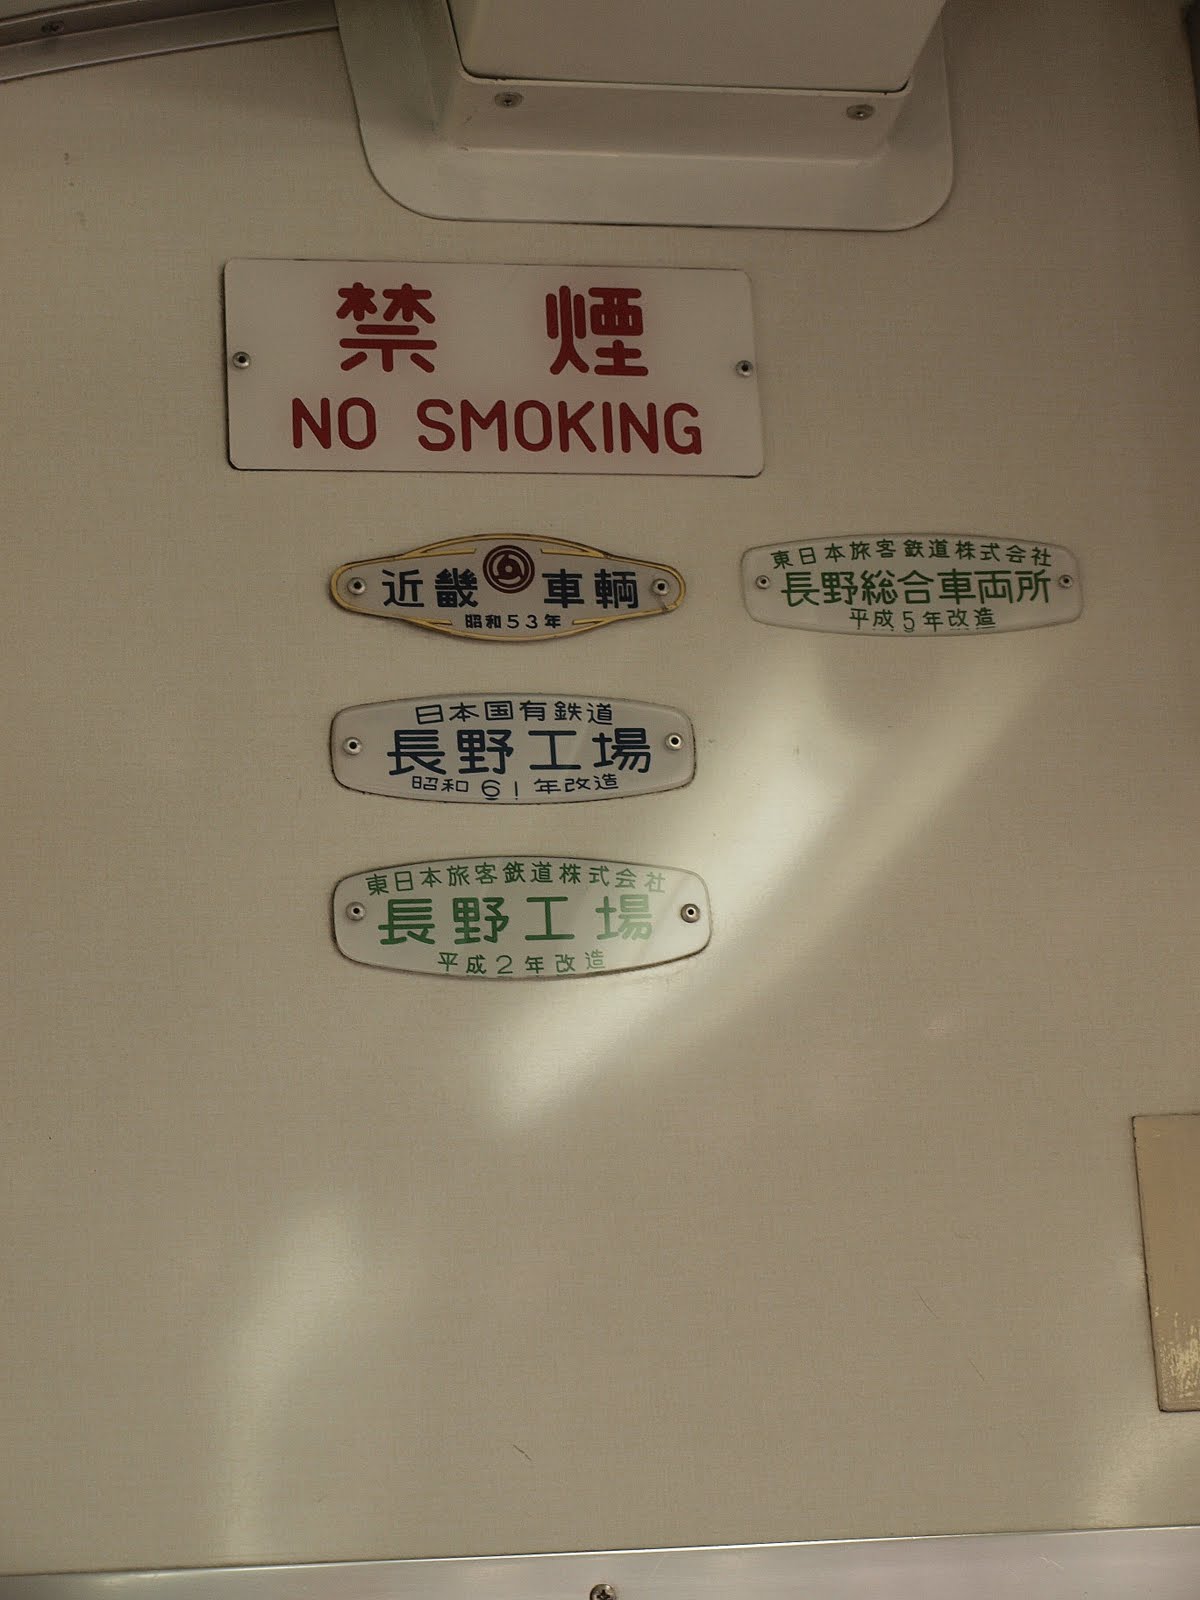 禁煙
NO SMOKING
近畿車輌
昭和53年
東日本旅客鉄道株式会社
長野総合車両所
平成5年改造
日本国有鉄道
長野工場
昭和61年改造
東日本旅客鉄道株式会社
長野工場
平成2年改造